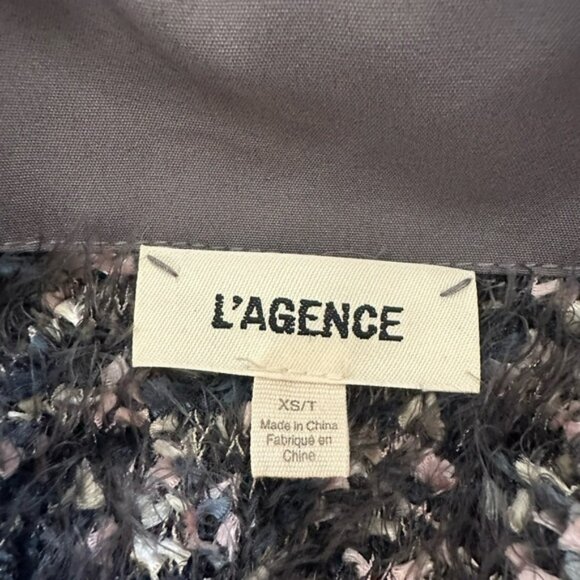 L'AGENCE
XS/T
Made in China
Fabriqué en
Chine